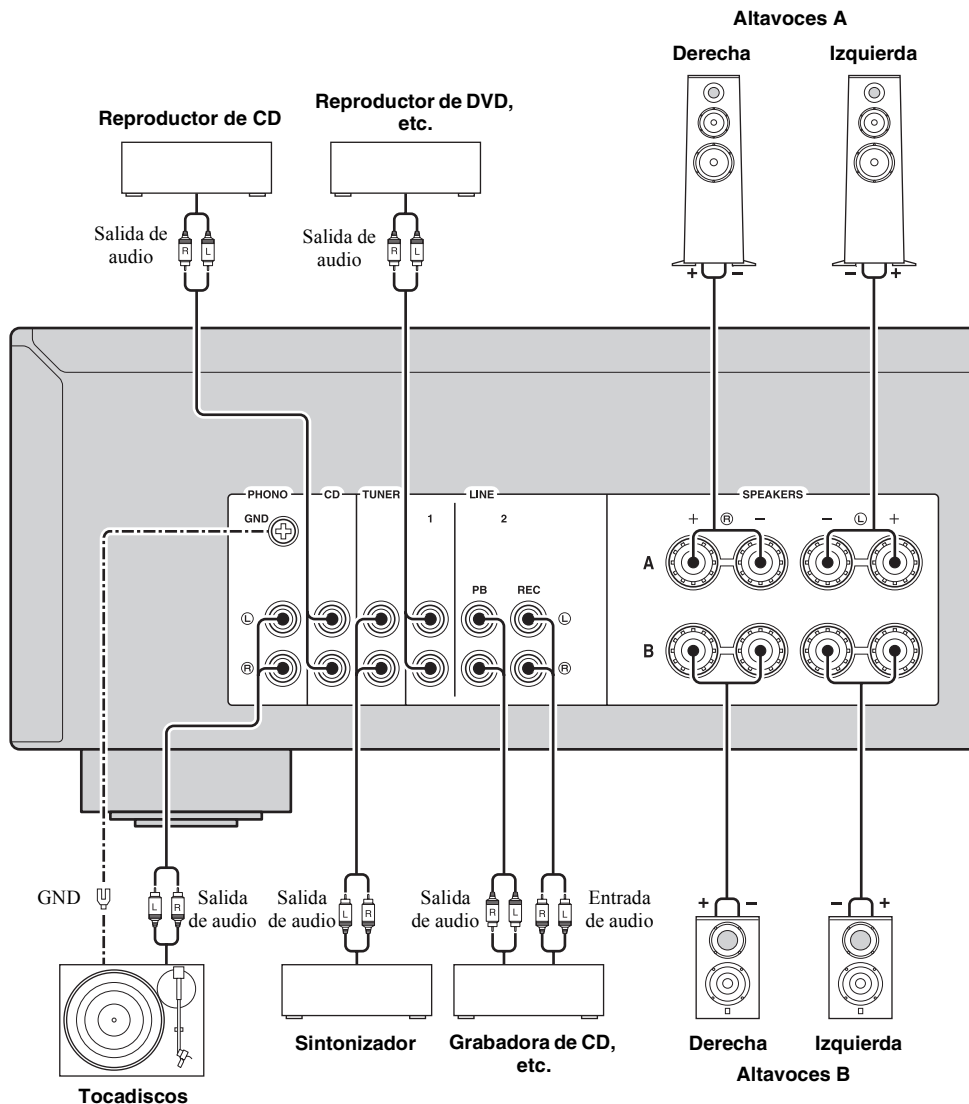 Altavoces A
Derecha Izquierda
Reproductor de CD
Reproductor de DVD,
etc.
Salida de
audio
R L
Salida de
audio
R L
+ − − +
PHONO CD TUNER LINE SPEAKERS
GND 1 2 + R − − L +
A
PB REC
L L
B
R R
GND
L R
Salida
de audio
Salida
de audio
L R
Salida
de audio
R L
R L
Entrada
de audio
+ − − +
Tocadiscos
Sintonizador
Grabadora de CD,
etc.
Derecha Izquierda
Altavoces B